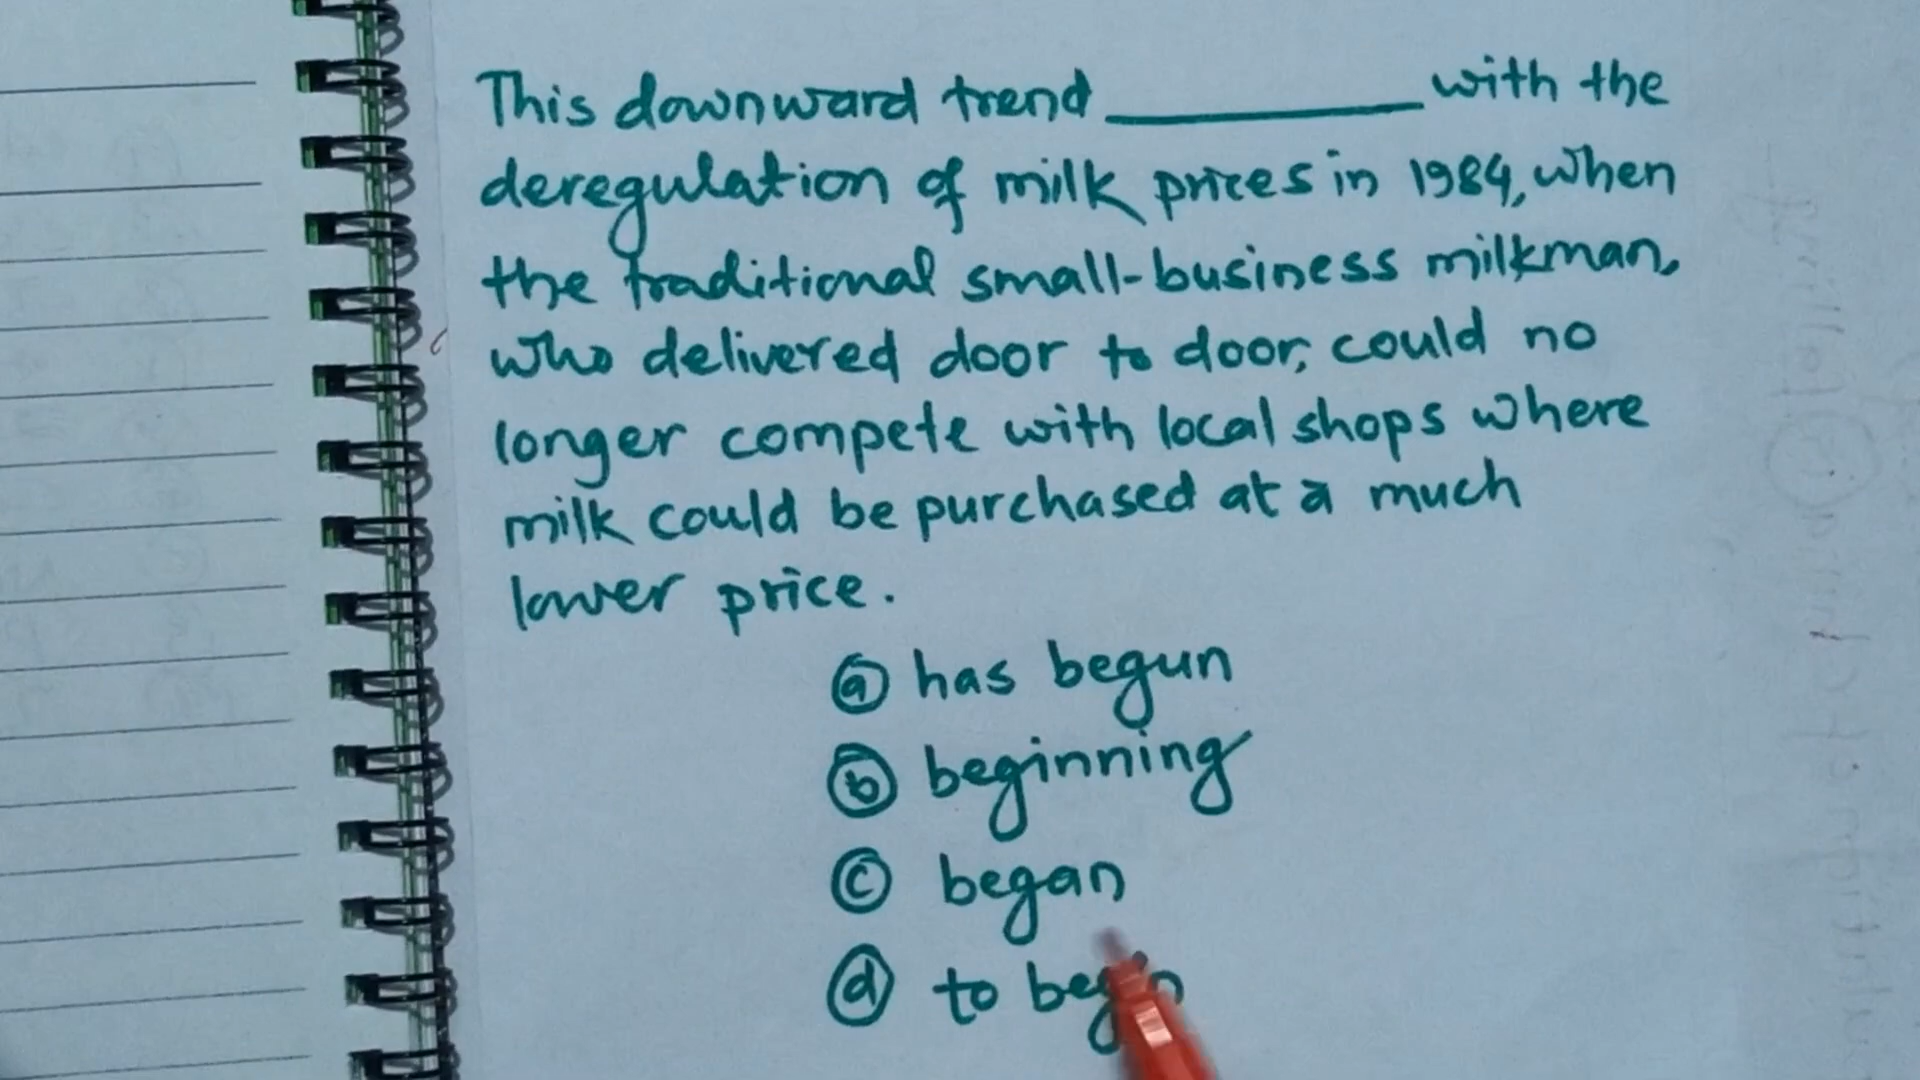 This downward trend __________ with the
deregulation of milk prices in 1984, when
the traditional small-business milkman,
who delivered door to door, could no
longer compete with local shops where
milk could be purchased at a much
lower price.
ⓐ has begun
ⓑ beginning
ⓒ began
ⓓ to begin